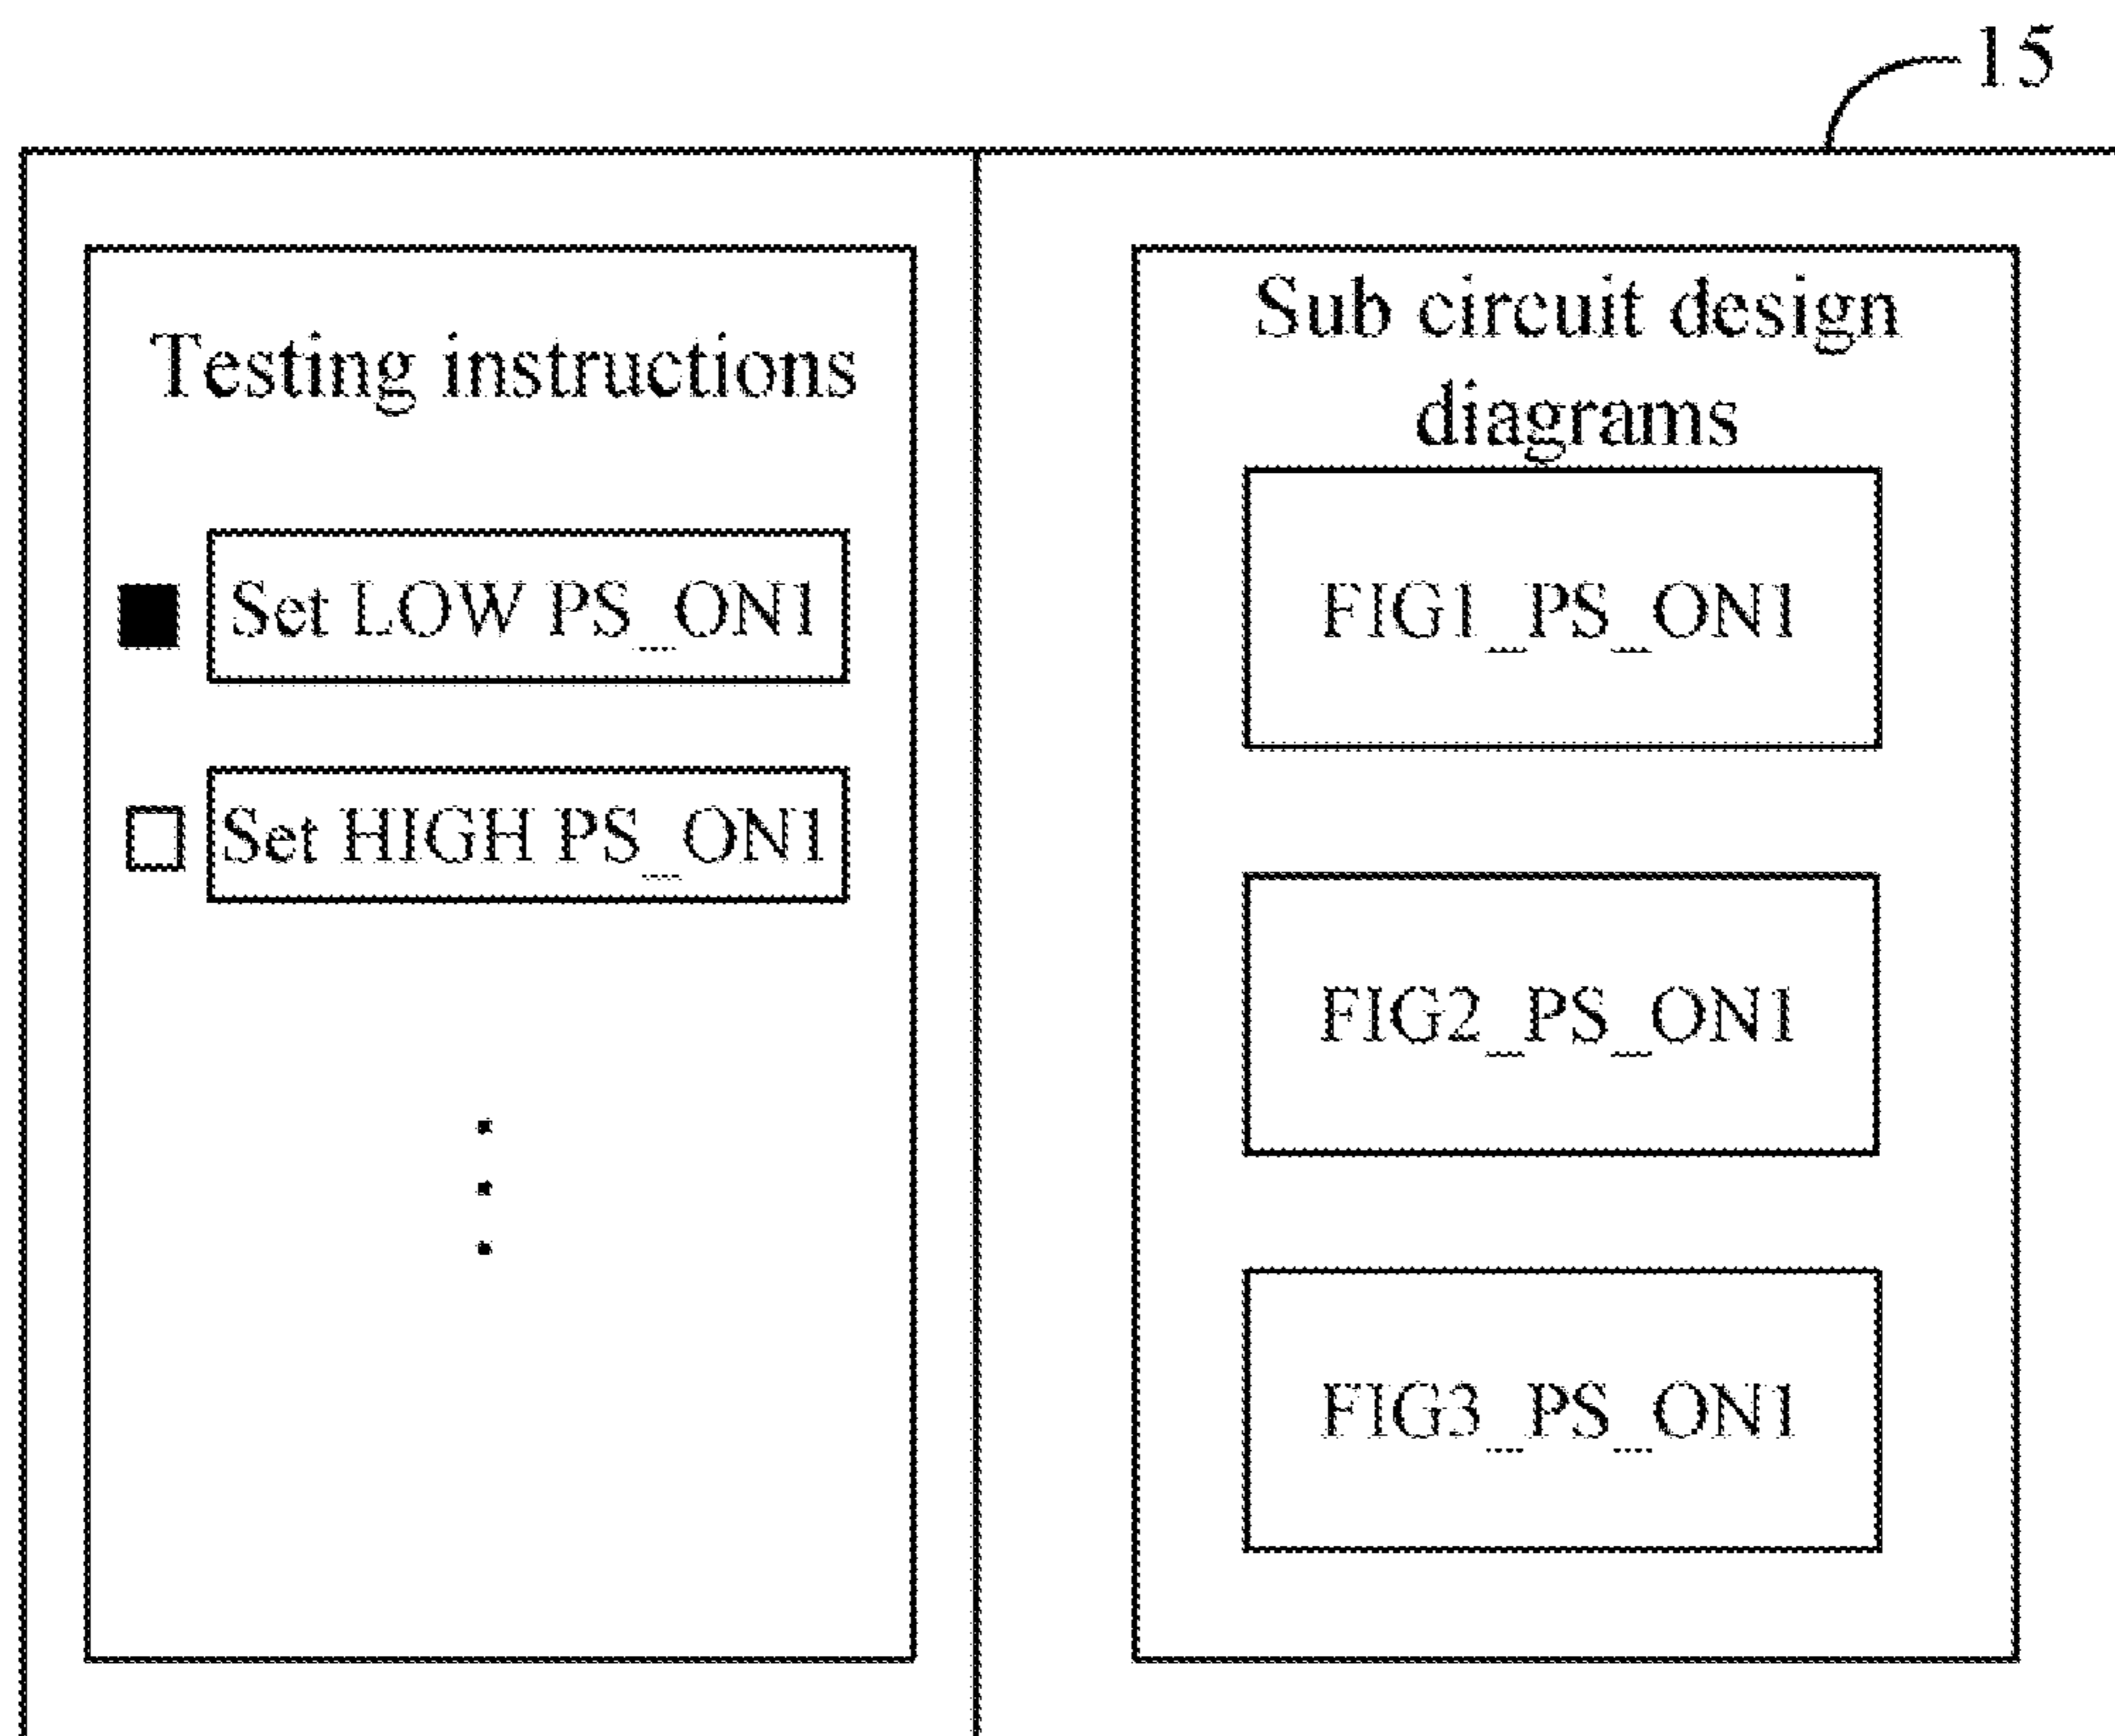 15
Testing instructions
Set LOW PS_ON1
Set HIGH PS_ON1
Sub circuit design
diagrams
FIG1_PS_ON1
FIG2_PS_ON1
FIG3_PS_ON1